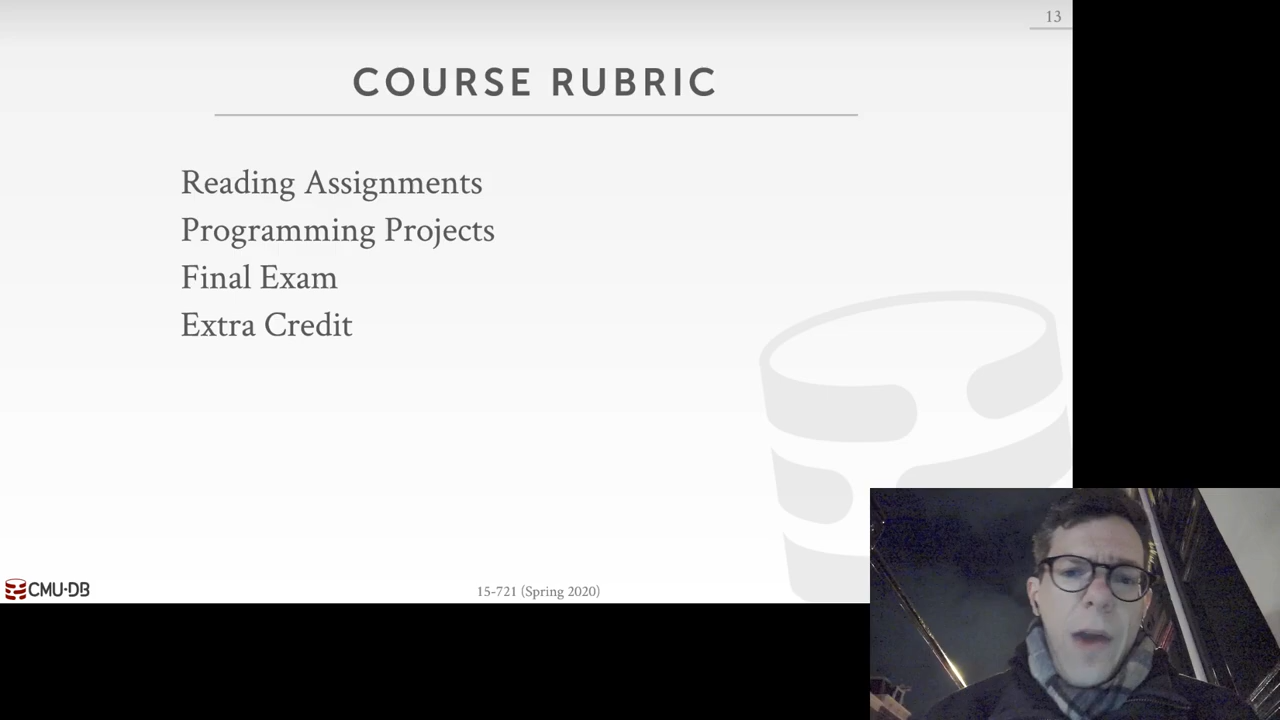 13
COURSE RUBRIC
Reading Assignments
Programming Projects
Final Exam
Extra Credit
CMU·DB
15-721 (Spring 2020)